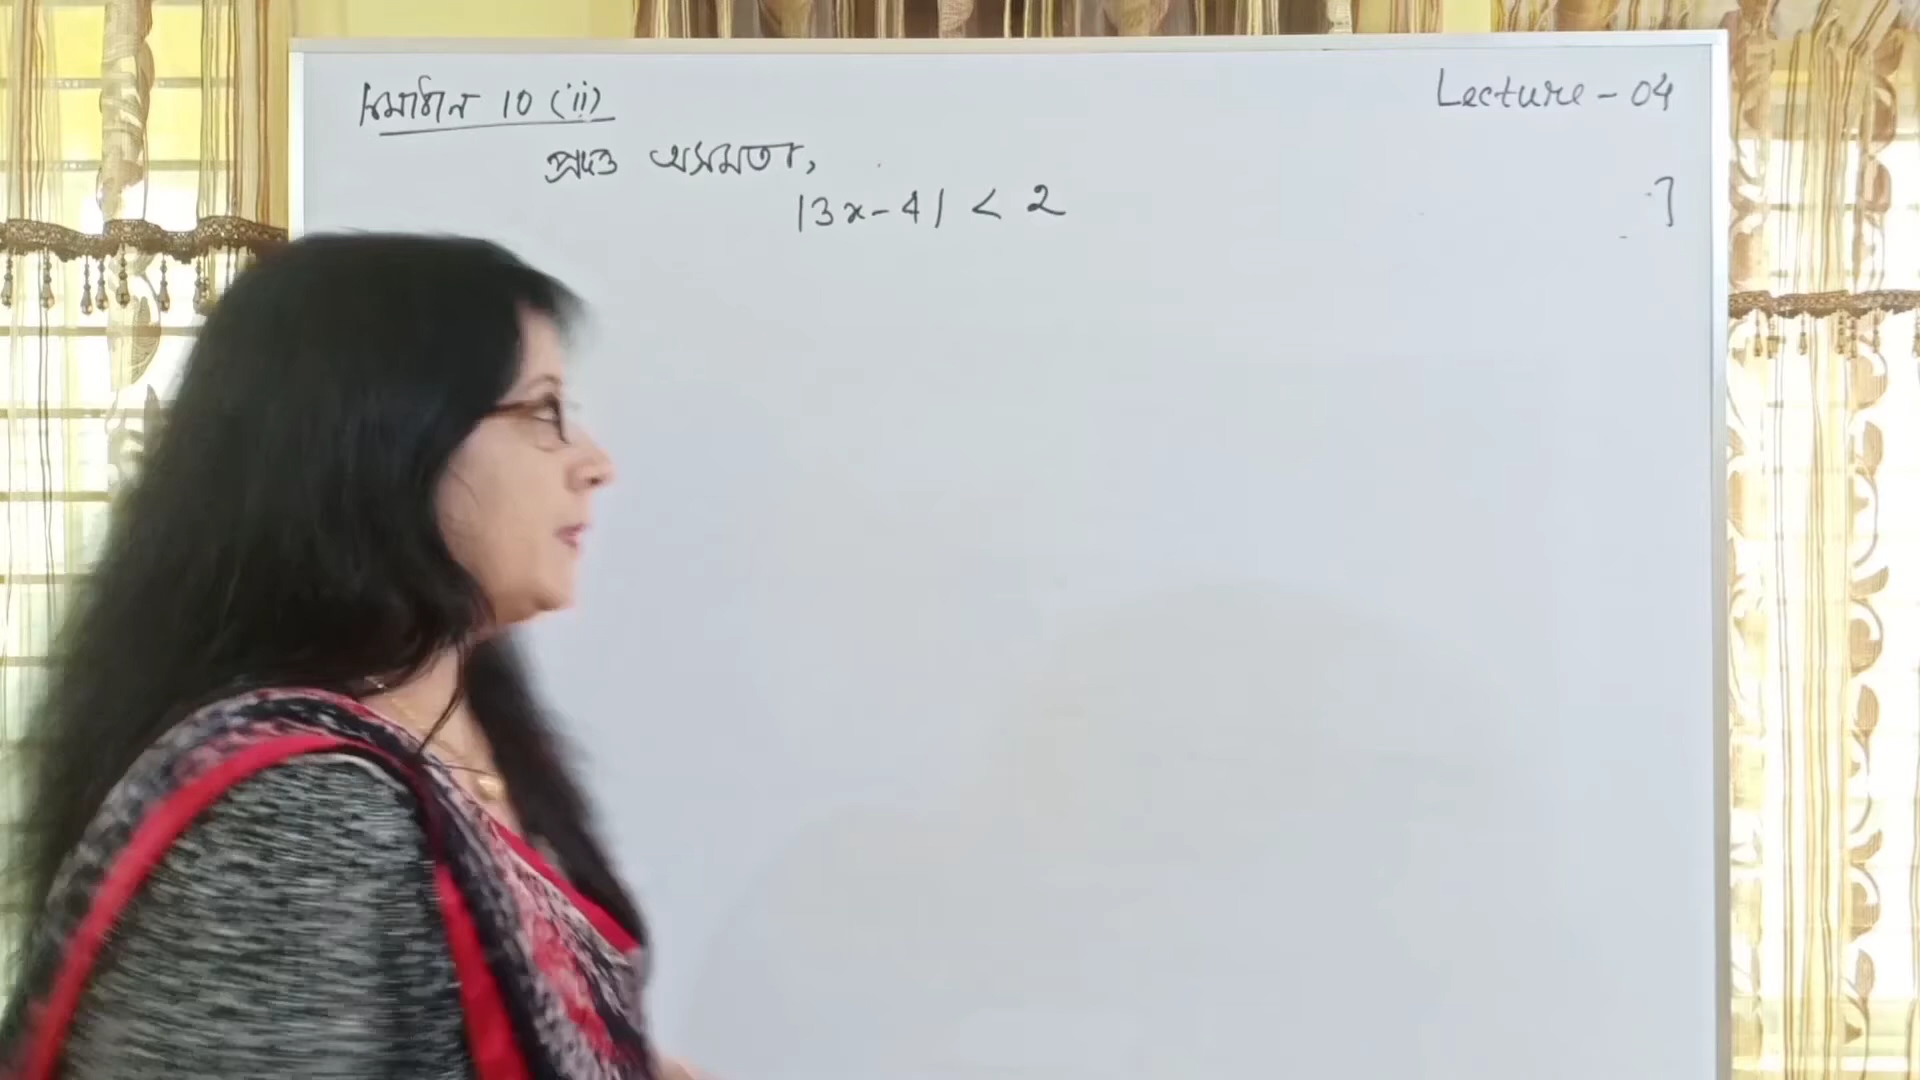 সমাধান 10 (ii)
Lecture - 04
প্রদত্ত অসমতা,
|3x-4| < 2
]